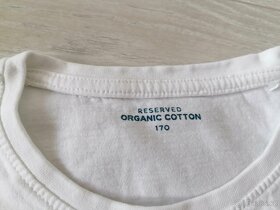 RESERVED
ORGANIC COTTON
170